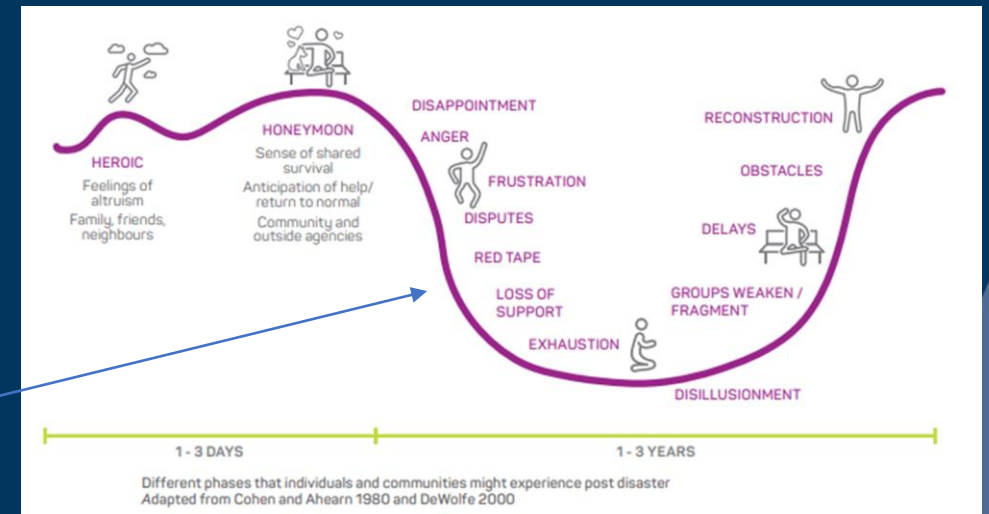 HEROIC
Feelings of
altruism
Family, friends,
neighbours
HONEYMOON
Sense of shared
survival
Anticipation of help/
return to normal
Community and
outside agencies
DISAPPOINTMENT
ANGER
FRUSTRATION
DISPUTES
RED TAPE
LOSS OF
SUPPORT
EXHAUSTION
DISILLUSIONMENT
GROUPS WEAKEN /
FRAGMENT
DELAYS
OBSTACLES
RECONSTRUCTION
1 - 3 DAYS
1 - 3 YEARS
Different phases that individuals and communities might experience post disaster
Adapted from Cohen and Ahearn 1980 and DeWolfe 2000